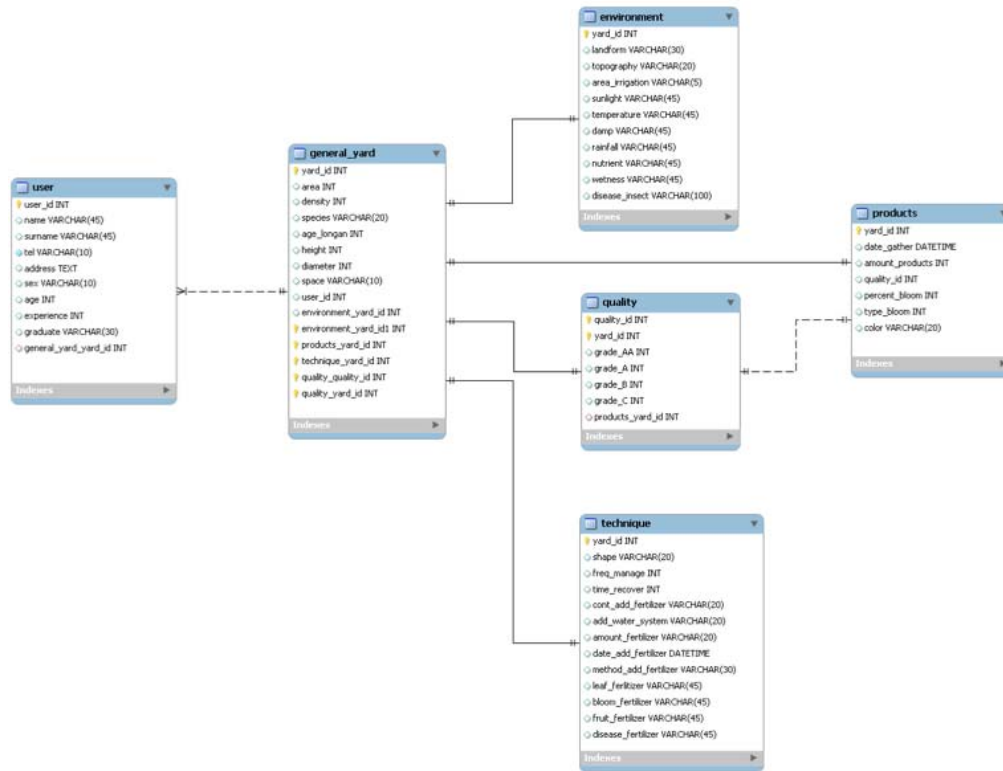 user
user_id INT
name VARCHAR(45)
surname VARCHAR(45)
tel VARCHAR(10)
address TEXT
sex VARCHAR(10)
age INT
experience INT
graduate VARCHAR(30)
general_yard_yard_id INT
Indexes
general_yard
yard_id INT
area INT
density INT
species VARCHAR(20)
age_longan INT
height INT
diameter INT
space VARCHAR(10)
user_id INT
environment_yard_id INT
environment_yard_id1 INT
products_yard_id INT
technique_yard_id INT
quality_quality_id INT
quality_yard_id INT
Indexes
environment
yard_id INT
landform VARCHAR(30)
topography VARCHAR(20)
area_irrigation VARCHAR(5)
sunlight VARCHAR(45)
temperature VARCHAR(45)
damp VARCHAR(45)
rainfall VARCHAR(45)
nutrient VARCHAR(45)
wetness VARCHAR(45)
disease_insect VARCHAR(100)
Indexes
quality
quality_id INT
yard_id INT
grade_AA INT
grade_A INT
grade_B INT
grade_C INT
products_yard_id INT
Indexes
products
yard_id INT
date_gather DATETIME
amount_products INT
quality_id INT
percent_bloom INT
type_bloom INT
color VARCHAR(20)
Indexes
technique
yard_id INT
shape VARCHAR(20)
freq_manage INT
time_recover INT
cont_add_fertilizer VARCHAR(20)
add_water_system VARCHAR(20)
amount_fertilizer VARCHAR(20)
date_add_fertilizer DATETIME
method_add_fertilizer VARCHAR(30)
leaf_ferlitizer VARCHAR(45)
bloom_fertilizer VARCHAR(45)
fruit_fertilizer VARCHAR(45)
disease_fertilizer VARCHAR(45)
Indexes